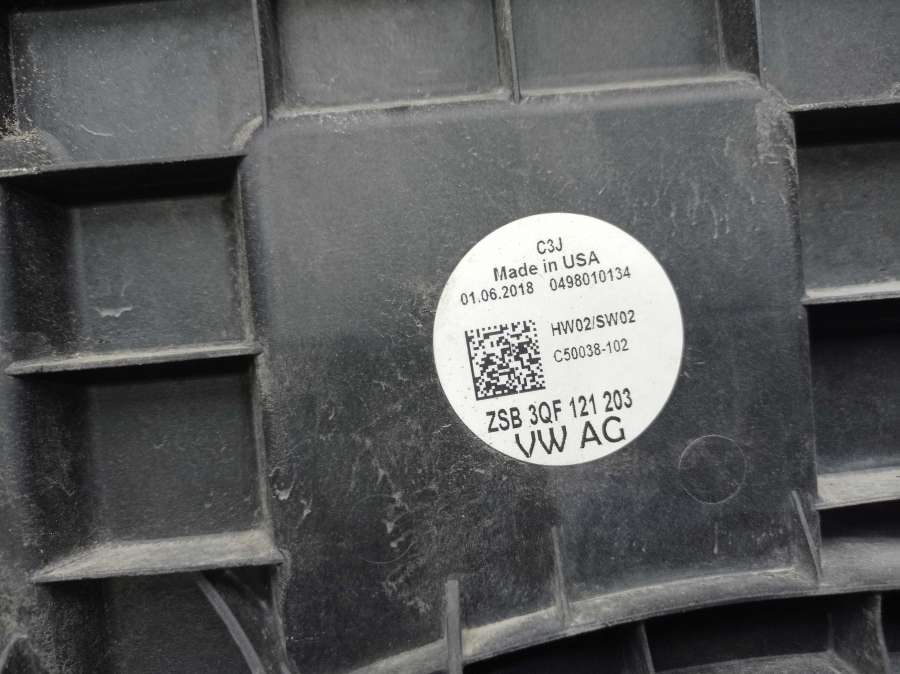 C3J
Made in USA
01.06.2018 0498010134
HW02/SW02
C50038-102
ZSB 3QF 121 203
VW AG